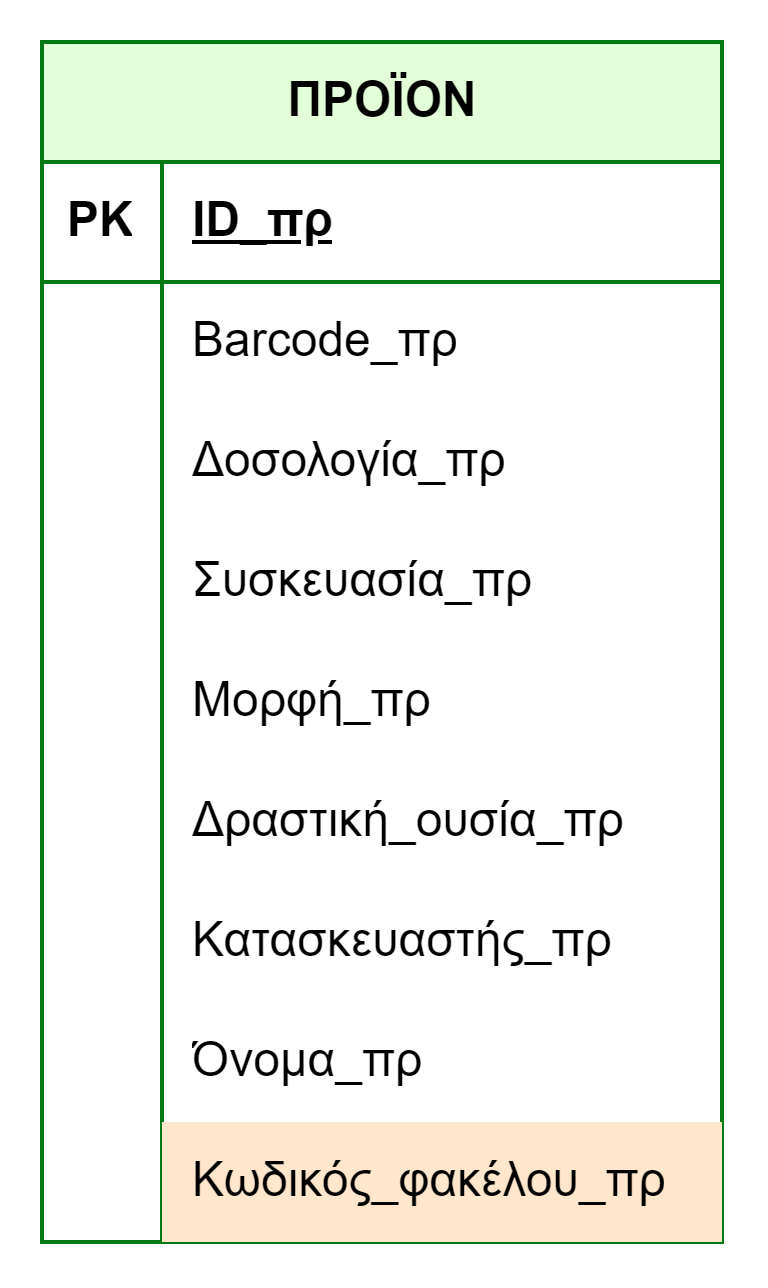 ΠΡΟΪΟΝ
PK ID_πρ
Barcode_πρ
Δοσολογία_πρ
Συσκευασία_πρ
Μορφή_πρ
Δραστική_ουσία_πρ
Κατασκευαστής_πρ
Όνομα_πρ
Κωδικός_φακέλου_πρ